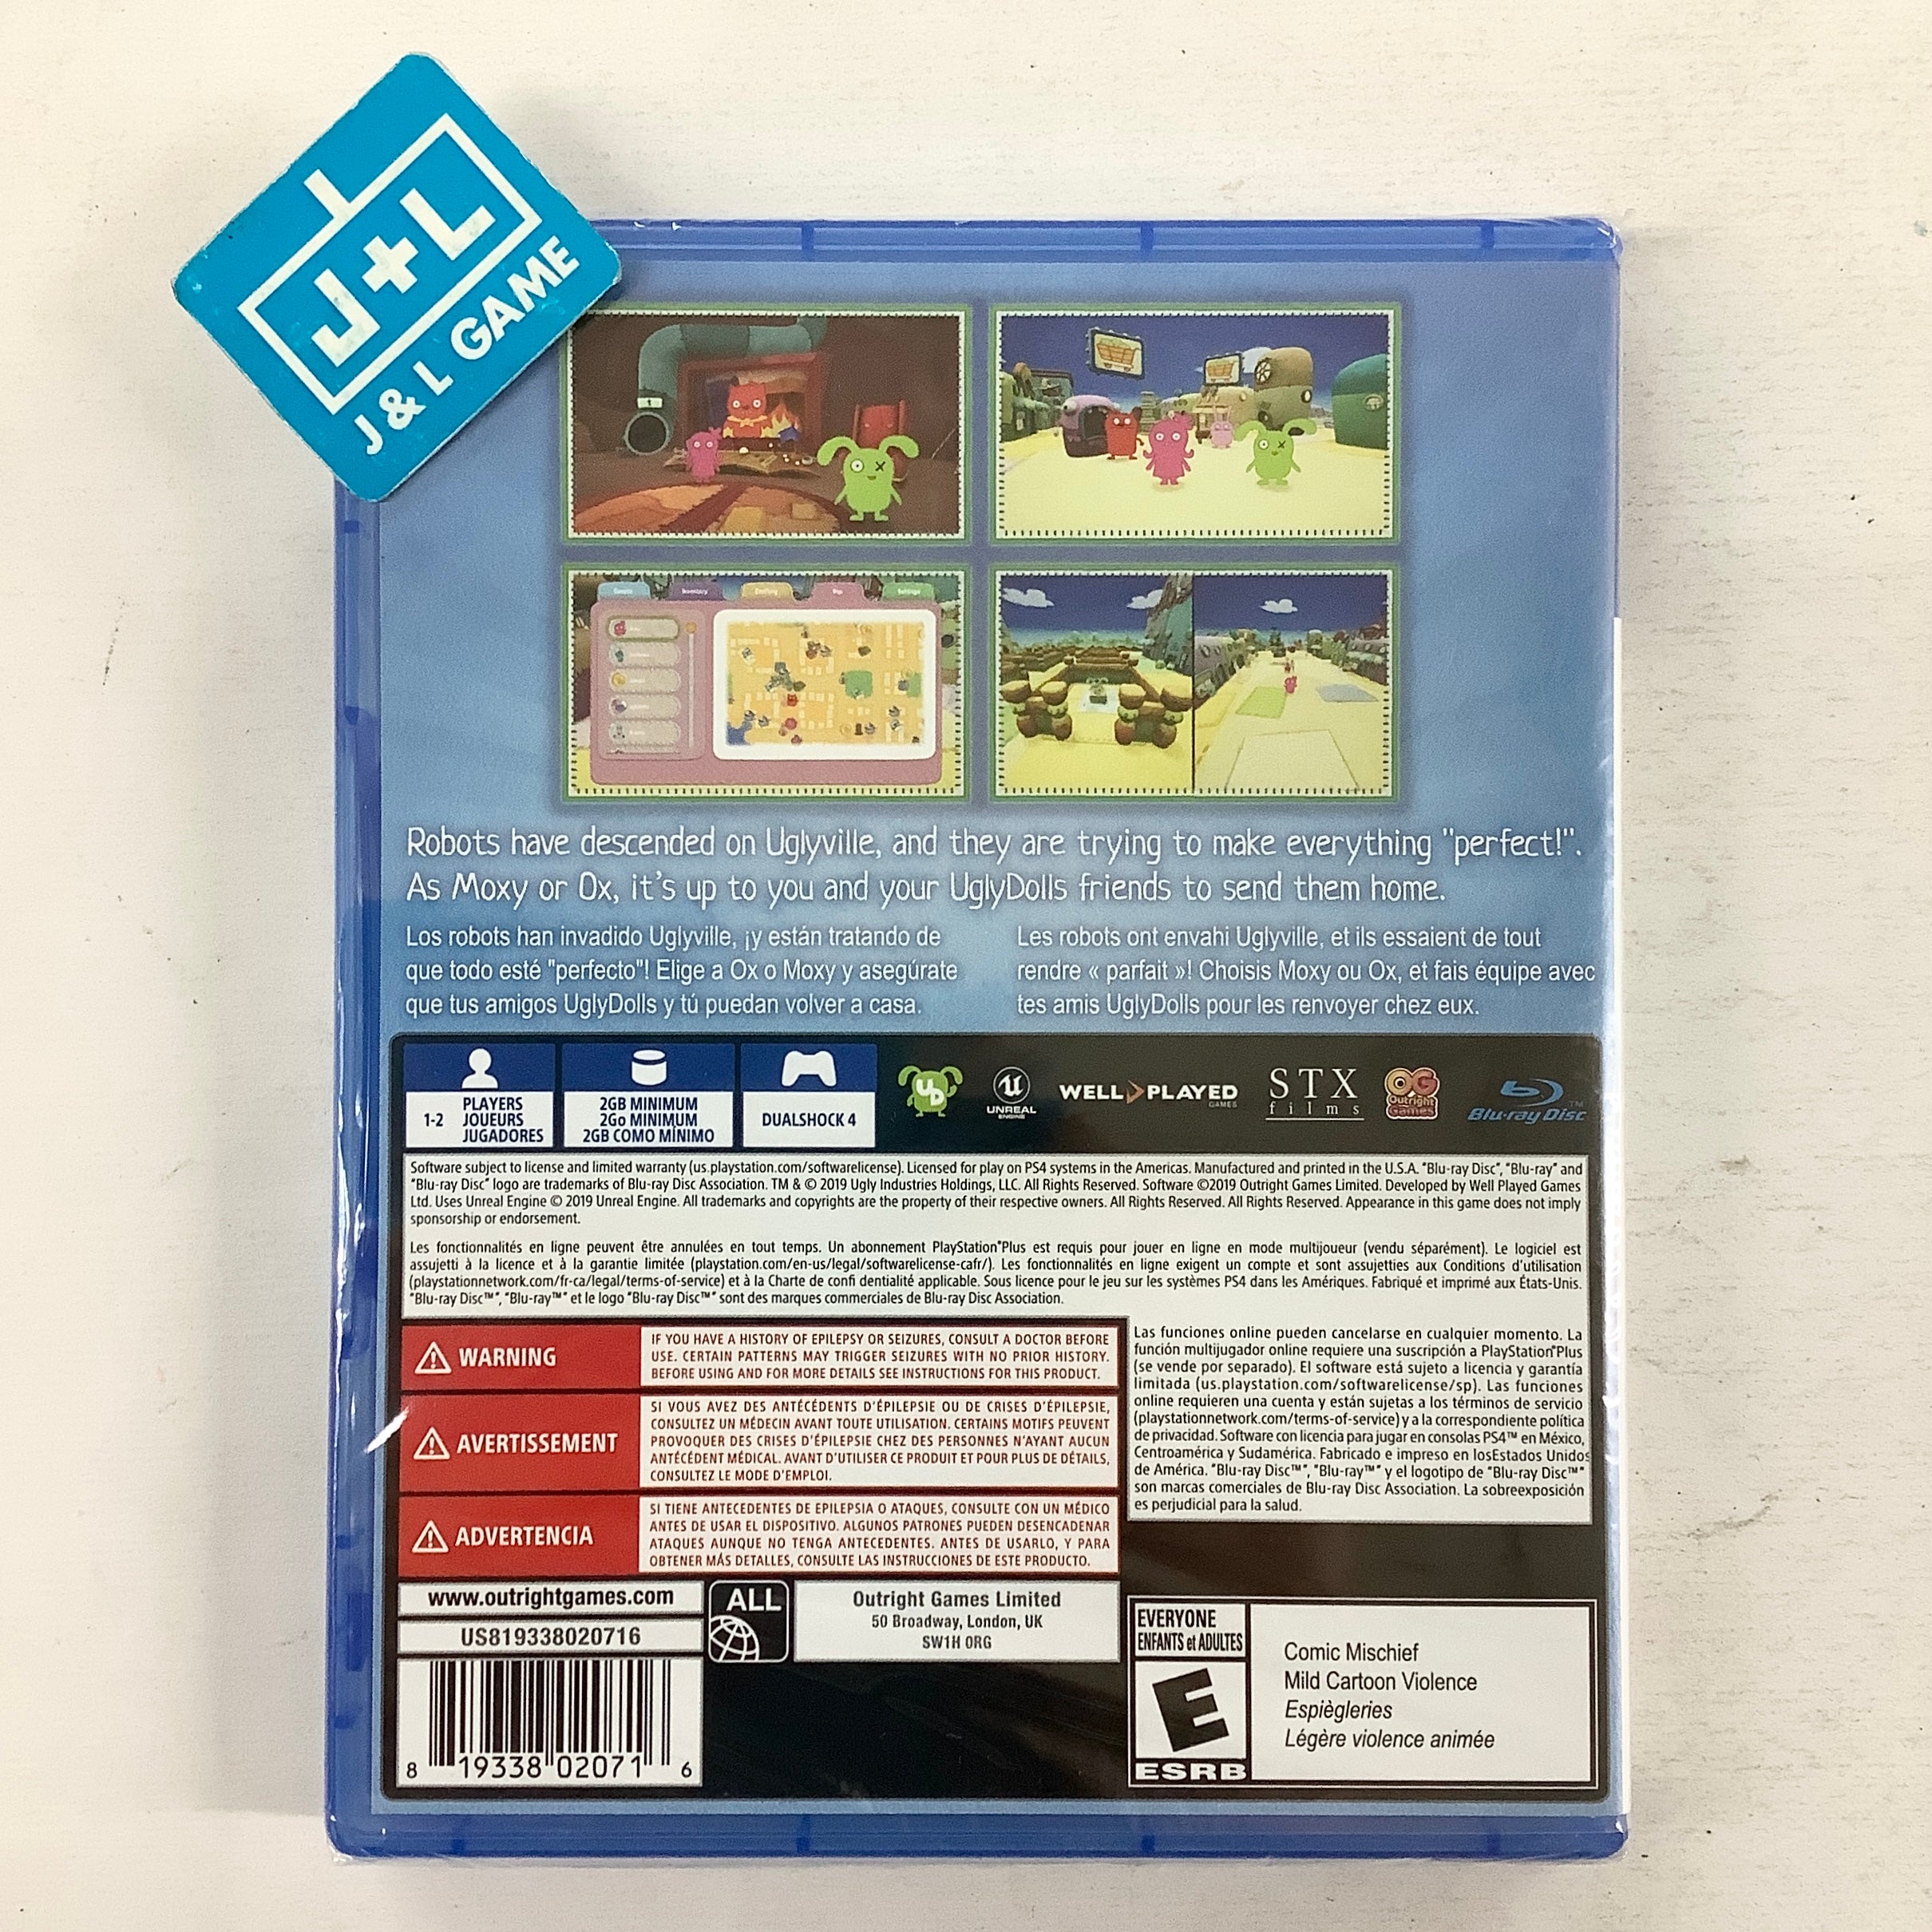 J+L
J & L GAME
1
Inventory
Crafting
Map
Settings
Robots have descended on Uglyville, and they are trying to make everything "perfect!".
As Moxy or Ox, it's up to you and your UglyDolls friends to send them home.
Los robots han invadido Uglyville, ¡y están tratando de
que todo esté "perfecto"! Elige a Ox o Moxy y asegúrate
que tus amigos UglyDolls y tú puedan volver a casa.
Les robots ont envahi Uglyville, et ils essaient de tout
rendre « parfait »! Choisis Moxy ou Ox, et fais équipe avec
tes amis UglyDolls pour les renvoyer chez eux.
1-2
PLAYERS
JOUEURS
JUGADORES
2GB MINIMUM
2Go MINIMUM
2GB COMO MÍNIMO
DUALSHOCK 4
UD
UNREAL
ENGINE
WELL PLAYED
GAMES
STX
films
OG
Outright
Games
Blu-ray Disc™
Software subject to license and limited warranty (us.playstation.com/softwarelicense). Licensed for play on PS4 systems in the Americas. Manufactured and printed in the U.S.A. "Blu-ray Disc", "Blu-ray" and
"Blu-ray Disc" logo are trademarks of Blu-ray Disc Association. TM & © 2019 Ugly Industries Holdings, LLC. All Rights Reserved. Software ©2019 Outright Games Limited. Developed by Well Played Games
Ltd. Uses Unreal Engine © 2019 Unreal Engine. All trademarks and copyrights are the property of their respective owners. All Rights Reserved. All Rights Reserved. Appearance in this game does not imply
sponsorship or endorsement.
Les fonctionnalités en ligne peuvent être annulées en tout temps. Un abonnement PlayStation®Plus est requis pour jouer en ligne en mode multijoueur (vendu séparément). Le logiciel est
assujetti à la licence et à la garantie limitée (playstation.com/en-us/legal/softwarelicense-cafr/). Les fonctionnalités en ligne exigent un compte et sont assujetties aux Conditions d'utilisation
(playstationnetwork.com/fr-ca/legal/terms-of-service) et à la Charte de confi dentialité applicable. Sous licence pour le jeu sur les systèmes PS4 dans les Amériques. Fabriqué et imprimé aux États-Unis.
"Blu-ray Disc™", "Blu-ray™" et le logo "Blu-ray Disc™" sont des marques commerciales de Blu-ray Disc Association.
WARNING
IF YOU HAVE A HISTORY OF EPILEPSY OR SEIZURES, CONSULT A DOCTOR BEFORE
USE. CERTAIN PATTERNS MAY TRIGGER SEIZURES WITH NO PRIOR HISTORY.
BEFORE USING AND FOR MORE DETAILS SEE INSTRUCTIONS FOR THIS PRODUCT.
AVERTISSEMENT
SI VOUS AVEZ DES ANTÉCÉDENTS D'ÉPILEPSIE OU DE CRISES D'ÉPILEPSIE,
CONSULTEZ UN MÉDECIN AVANT TOUTE UTILISATION. CERTAINS MOTIFS PEUVENT
PROVOQUER DES CRISES D'ÉPILEPSIE CHEZ DES PERSONNES N'AYANT AUCUN
ANTÉCÉDENT MÉDICAL. AVANT D'UTILISER CE PRODUIT ET POUR PLUS DE DÉTAILS,
CONSULTEZ LE MODE D'EMPLOI.
ADVERTENCIA
SI TIENE ANTECEDENTES DE EPILEPSIA O ATAQUES, CONSULTE CON UN MÉDICO
ANTES DE USAR EL DISPOSITIVO. ALGUNOS PATRONES PUEDEN DESENCADENAR
ATAQUES AUNQUE NO TENGA ANTECEDENTES. ANTES DE USARLO, Y PARA
OBTENER MÁS DETALLES, CONSULTE LAS INSTRUCCIONES DE ESTE PRODUCTO.
Las funciones online pueden cancelarse en cualquier momento. La
función multijugador online requiere una suscripción a PlayStation®Plus
(se vende por separado). El software está sujeto a licencia y garantía
limitada (us.playstation.com/softwarelicense/sp). Las funciones
online requieren una cuenta y están sujetas a los términos de servicio
(playstationnetwork.com/terms-of-service) y a la correspondiente política
de privacidad. Software con licencia para jugar en consolas PS4™ en México,
Centroamérica y Sudamérica. Fabricado e impreso en losEstados Unidos
de América. "Blu-ray Disc™", "Blu-ray™" y el logotipo de "Blu-ray Disc™"
son marcas comerciales de Blu-ray Disc Association. La sobreexposición
es perjudicial para la salud.
www.outrightgames.com
US819338020716
ALL
Outright Games Limited
50 Broadway, London, UK
SW1H 0RG
8 19338 02071 6
EVERYONE
ENFANTS et ADULTES
E
ESRB
Comic Mischief
Mild Cartoon Violence
Espiègleries
Légère violence animée